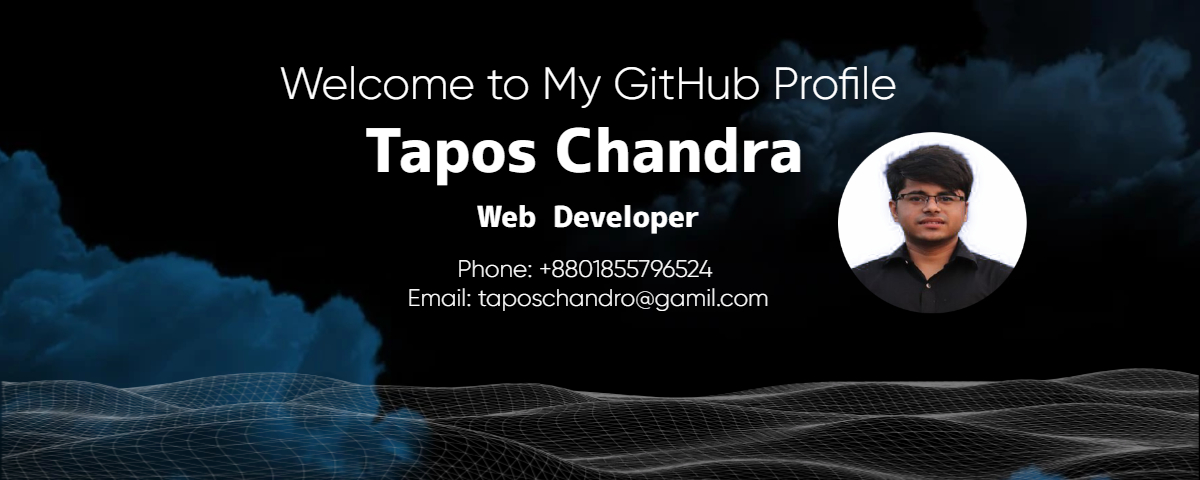 Welcome to My GitHub Profile
Tapos Chandra
Web Developer
Phone: +8801855796524
Email: taposchandro@gamil.com